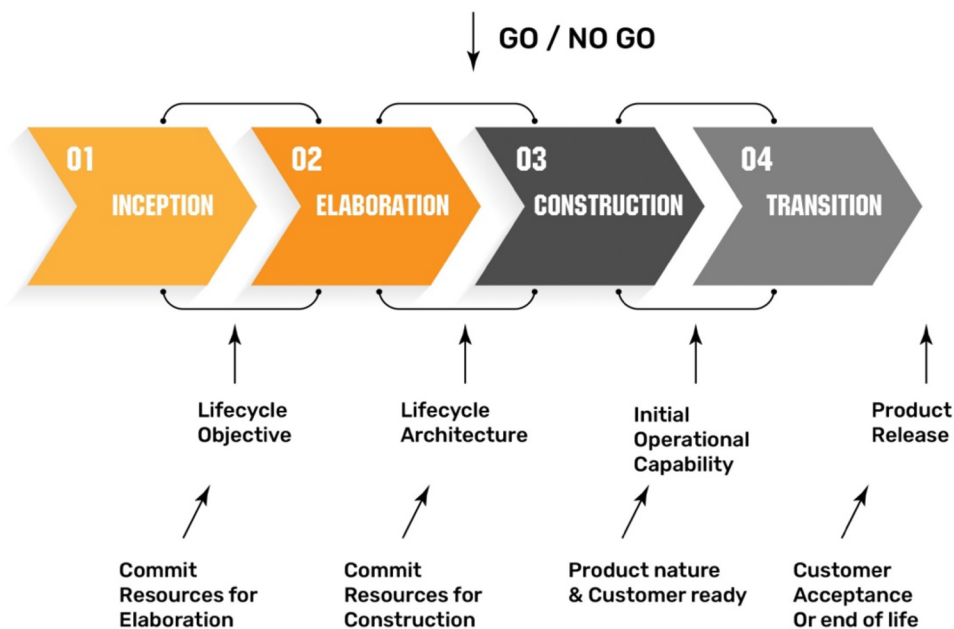 GO / NO GO
01
INCEPTION
02
ELABORATION
03
CONSTRUCTION
04
TRANSITION
Lifecycle
Objective
Lifecycle
Architecture
Initial
Operational
Capability
Product
Release
Commit
Resources for
Elaboration
Commit
Resources for
Construction
Product nature
& Customer ready
Customer
Acceptance
Or end of life